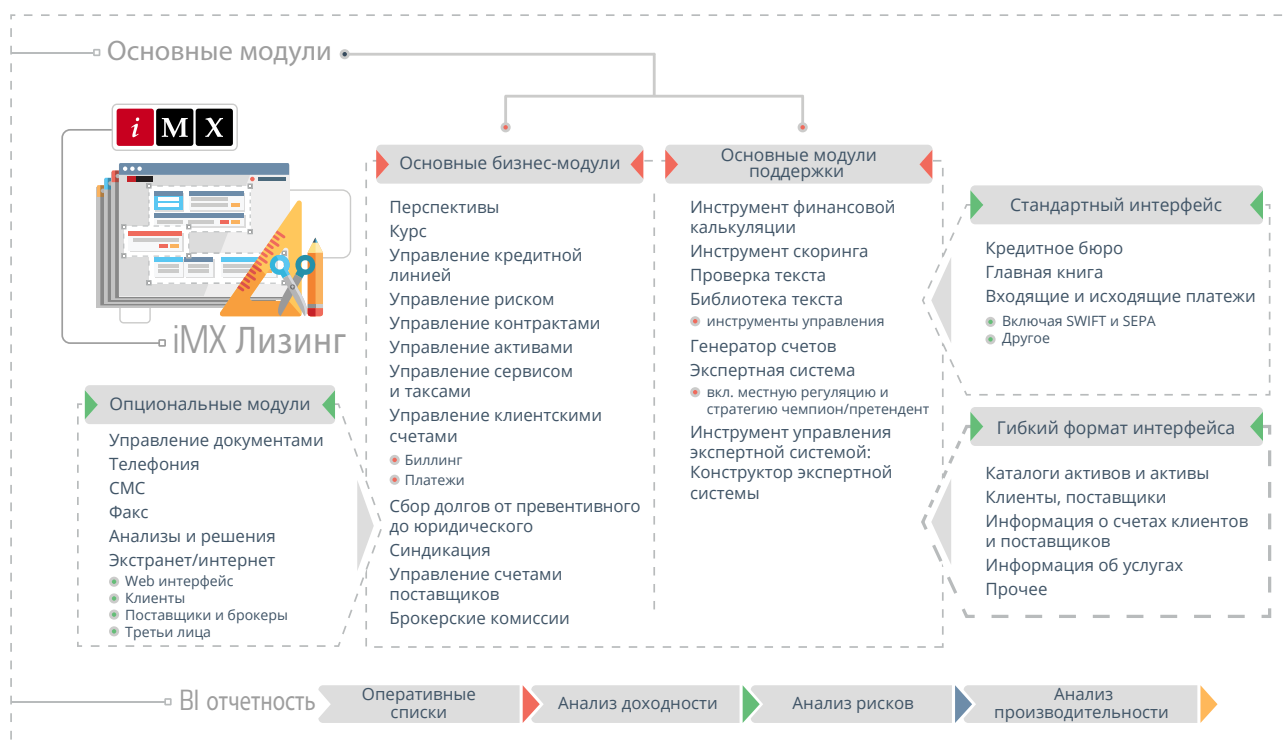 Основные модули
iMX
iMX Лизинг
Опциональные модули
Управление документами
Телефония
СМС
Факс
Анализы и решения
Экстранет/интернет
Web интерфейс
Клиенты
Поставщики и брокеры
Третьи лица
Основные бизнес-модули
Перспективы
Курс
Управление кредитной
линией
Управление риском
Управление контрактами
Управление активами
Управление сервисом
и таксами
Управление клиентскими
счетами
Биллинг
Платежи
Сбор долгов от превентивного
до юридического
Синдикация
Управление счетами
поставщиков
Брокерские комиссии
Основные модули
поддержки
Инструмент финансовой
калькуляции
Инструмент скоринга
Проверка текста
Библиотека текста
инструменты управления
Генератор счетов
Экспертная система
вкл. местную регуляцию и
стратегию чемпион/претендент
Инструмент управления
экспертной системой:
Конструктор экспертной
системы
Стандартный интерфейс
Кредитное бюро
Главная книга
Входящие и исходящие платежи
Включая SWIFT и SEPA
Другое
Гибкий формат интерфейса
Каталоги активов и активы
Клиенты, поставщики
Информация о счетах клиентов
и поставщиков
Информация об услугах
Прочее
BI отчетность
Оперативные
списки
Анализ доходности
Анализ рисков
Анализ
производительности